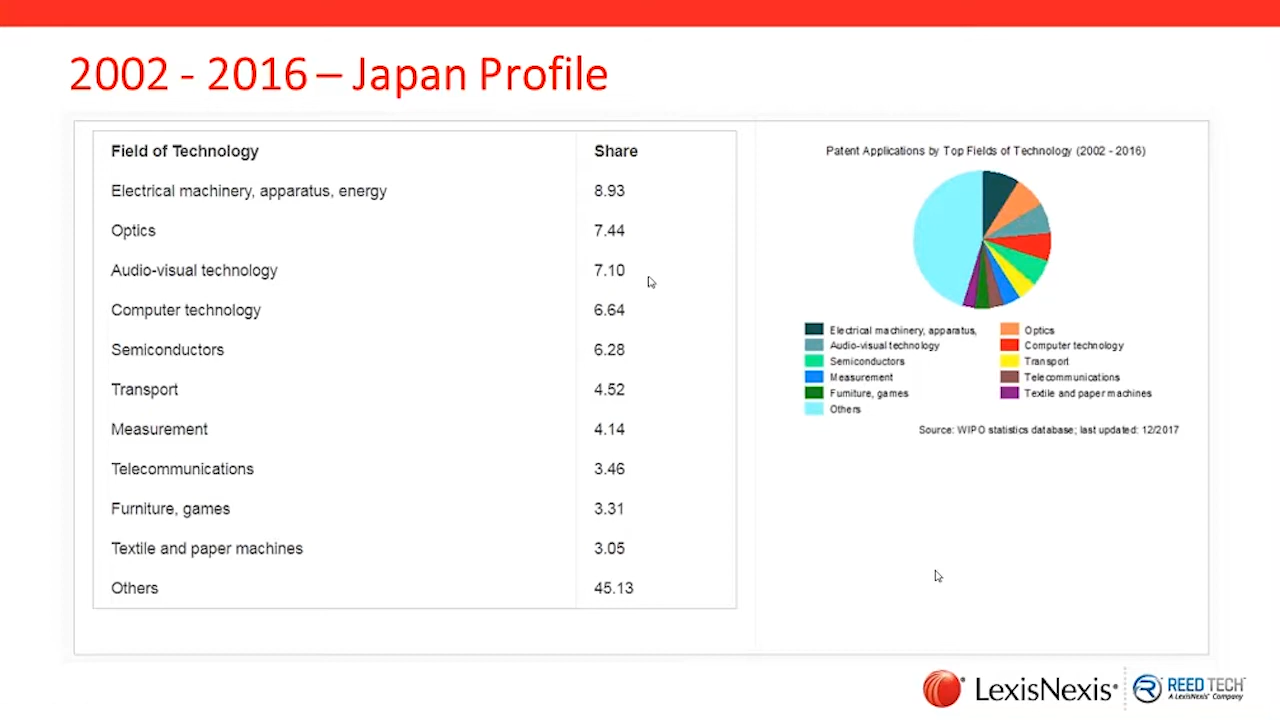 2002 - 2016 – Japan Profile
Field of Technology Share
Electrical machinery, apparatus, energy 8.93
Optics 7.44
Audio-visual technology 7.10
Computer technology 6.64
Semiconductors 6.28
Transport 4.52
Measurement 4.14
Telecommunications 3.46
Furniture, games 3.31
Textile and paper machines 3.05
Others 45.13
Patent Applications by Top Fields of Technology (2002 - 2016)
Electrical machinery, apparatus, Optics
Audio-visual technology Computer technology
Semiconductors Transport
Measurement Telecommunications
Furniture, games Textile and paper machines
Others
Source: WIPO statistics database; last updated: 12/2017
LexisNexis® REED TECH
A LexisNexis® Company